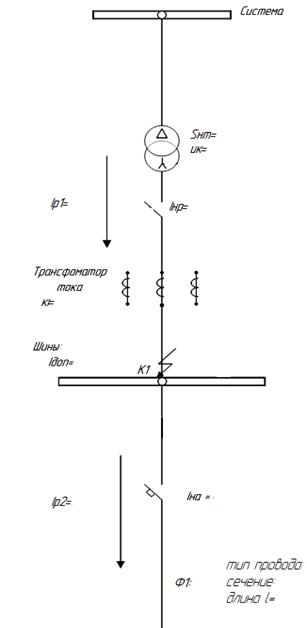 Система
Sнт=
uк=
Iр1=
Iнр=
Трансфоматор
тока
кI=
Шины:
Iдоп=
К1
Iр2=
Iна =
Ф1:
тип провода
сечение:
длина l=